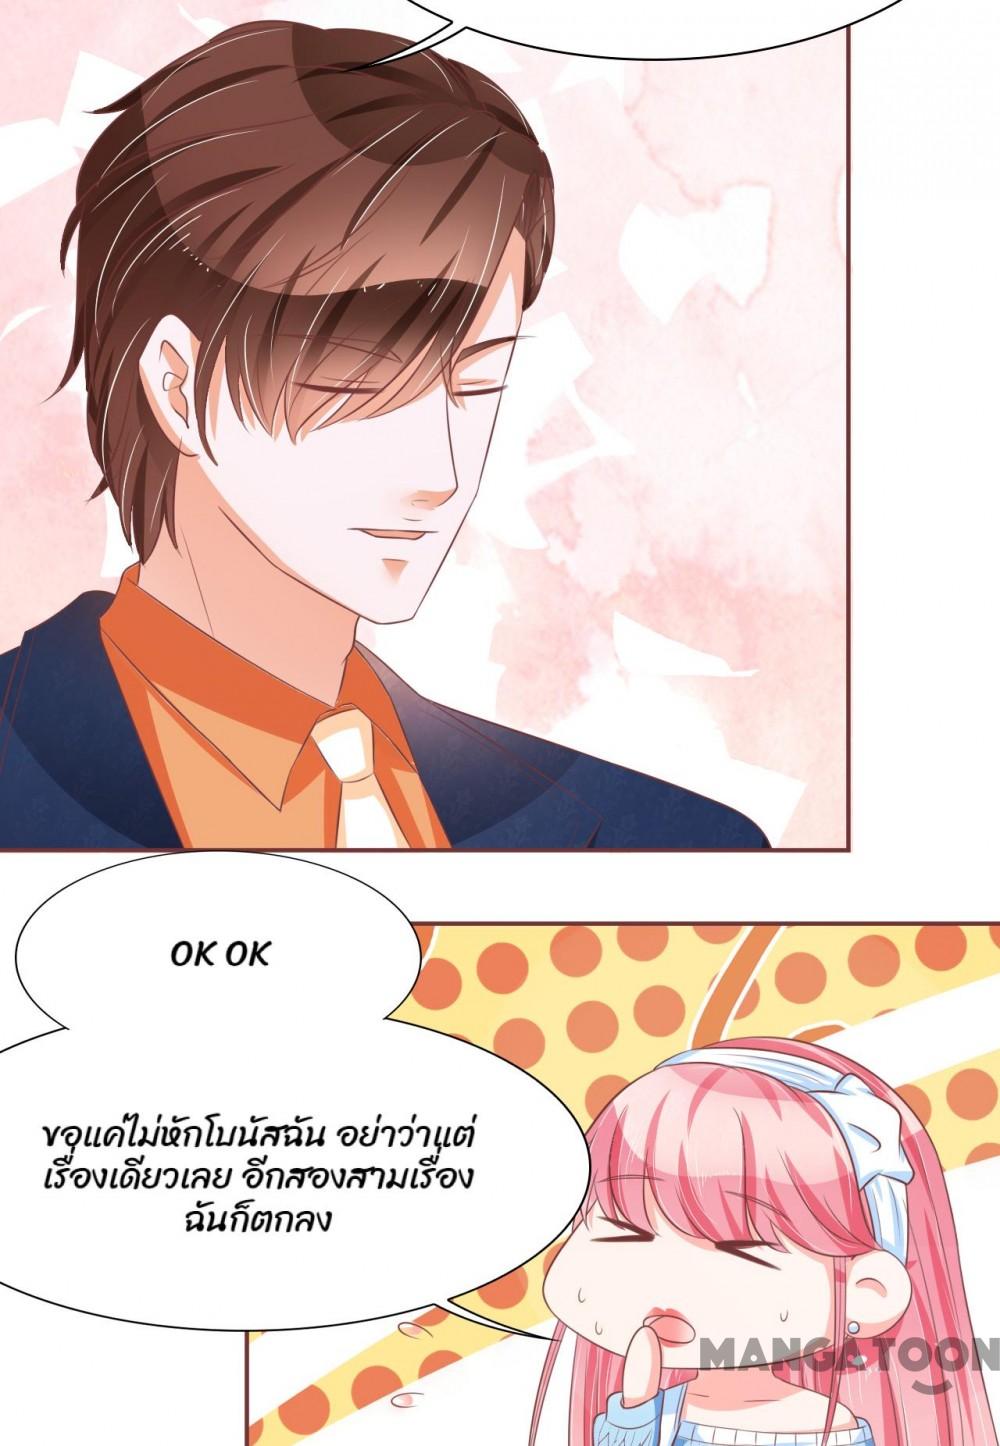 OK OK
ขอแค่ไม่หักโบนัสฉัน อย่าว่าแต่
เรื่องเดียวเลย อีกสองสามเรื่อง
ฉันก็ตกลง
MANGATOON